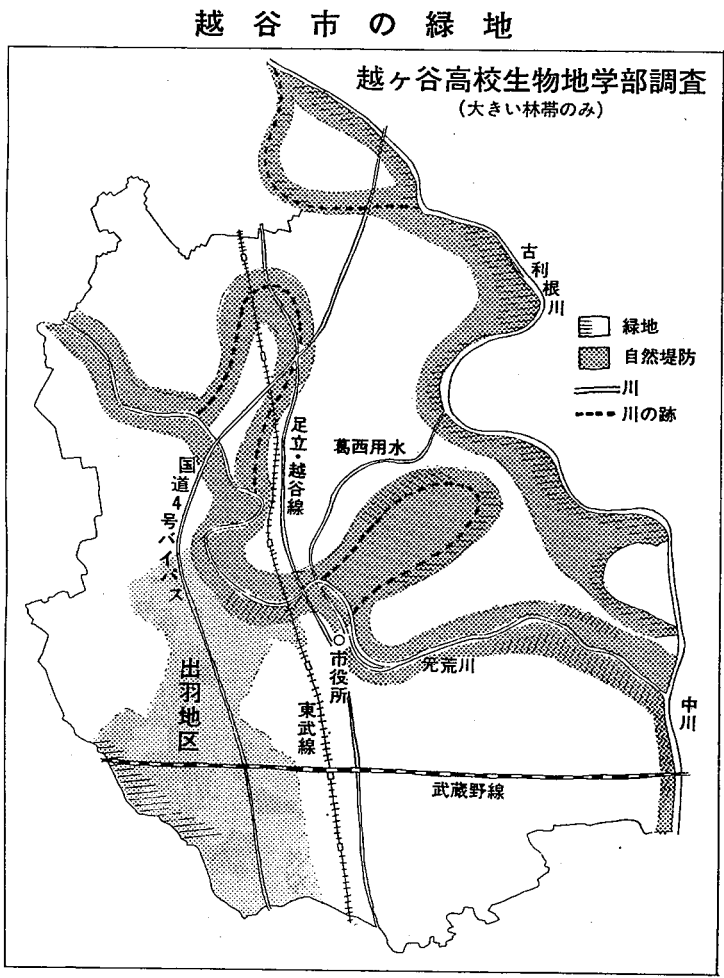 越谷市の緑地
越ヶ谷高校生物地学部調査
(大きい林帯のみ)
古利根川
緑地
自然堤防
川
川の跡
足立・越谷線
葛西用水
国道4号バイパス
出羽地区
市役所
元荒川
東武線
中川
武蔵野線